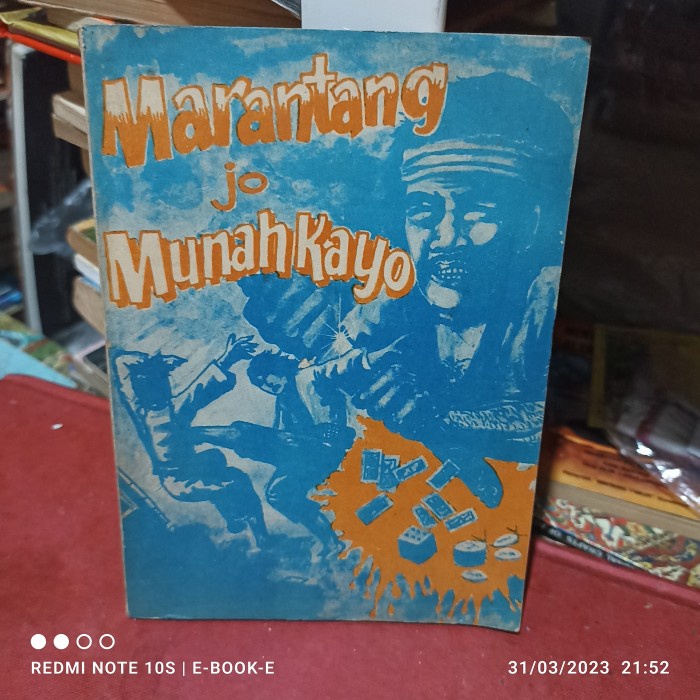 Marantang
jo
Munah Kayo
REDMI NOTE 10S | E-BOOK-E
31/03/2023 21:52